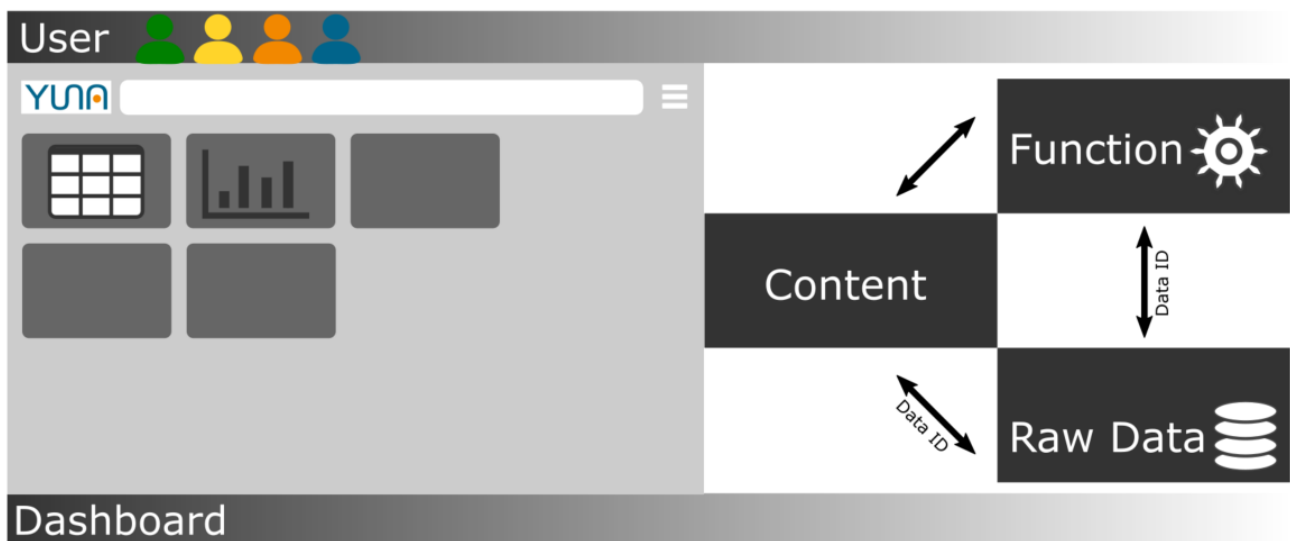 User
YUNA
Function
Data ID
Content
Data ID
Raw Data
Dashboard